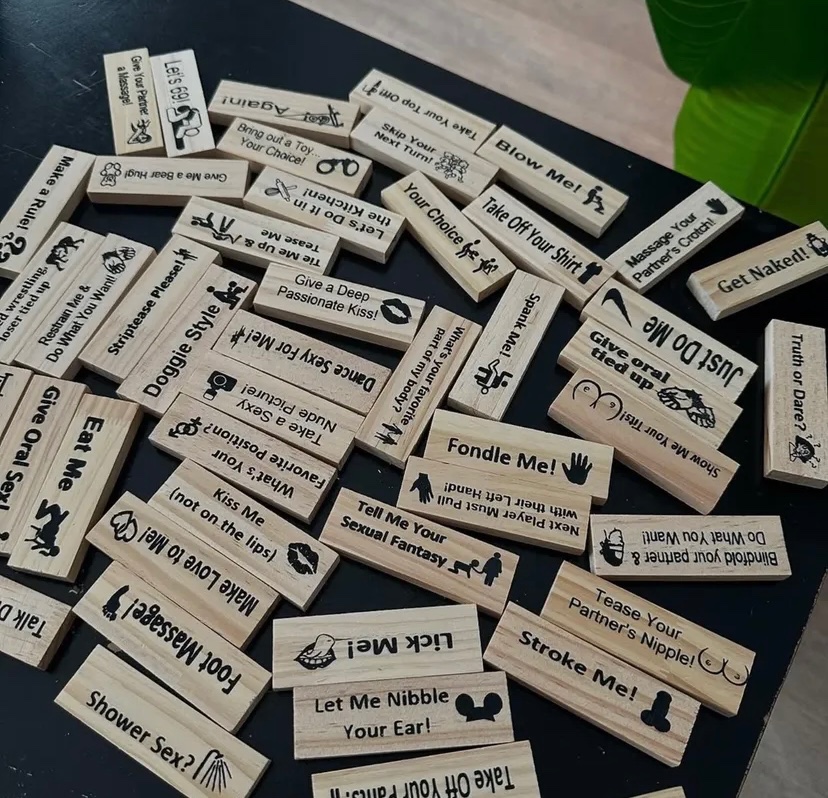 Give Your Partner
a Massage!
Let's 69!
Again!
Take Your Top Off!
Bring out a Toy...
Your Choice!
Skip Your
Next Turn!
Blow Me!
Make a Rule!
Give Me a Bear Hug!
Let's Do It in
the Kitchen!
Your Choice
Take Off Your Shirt
Massage Your
Partner's Crotch!
Get Naked!
Tie Me Up &
Tease Me
wrestling,
loser tied up
Restrain Me &
Do What You Want!
Striptease Please!
Doggie Style
Give a Deep
Passionate Kiss!
Spank Me!
Just Do Me
Give oral
tied up
Truth or Dare?
Dance Sexy For Me!
What's your favorite
part of my body?
Show Me Your Tits!
Take a Sexy
Nude Picture!
What's Your
Favorite Position?
Fondle Me!
Give Oral Sex!
Eat Me
Kiss Me
(not on the lips)
Next Player Must Pull
with their Left Hand!
Tell Me Your
Sexual Fantasy
Blindfold your partner &
Do What You Want!
Make Love to Me!
Tease Your
Partner's Nipple!
Talk
Foot Massage!
Lick Me!
Stroke Me!
Let Me Nibble
Your Ear!
Shower Sex?
Take Off Your Pants!